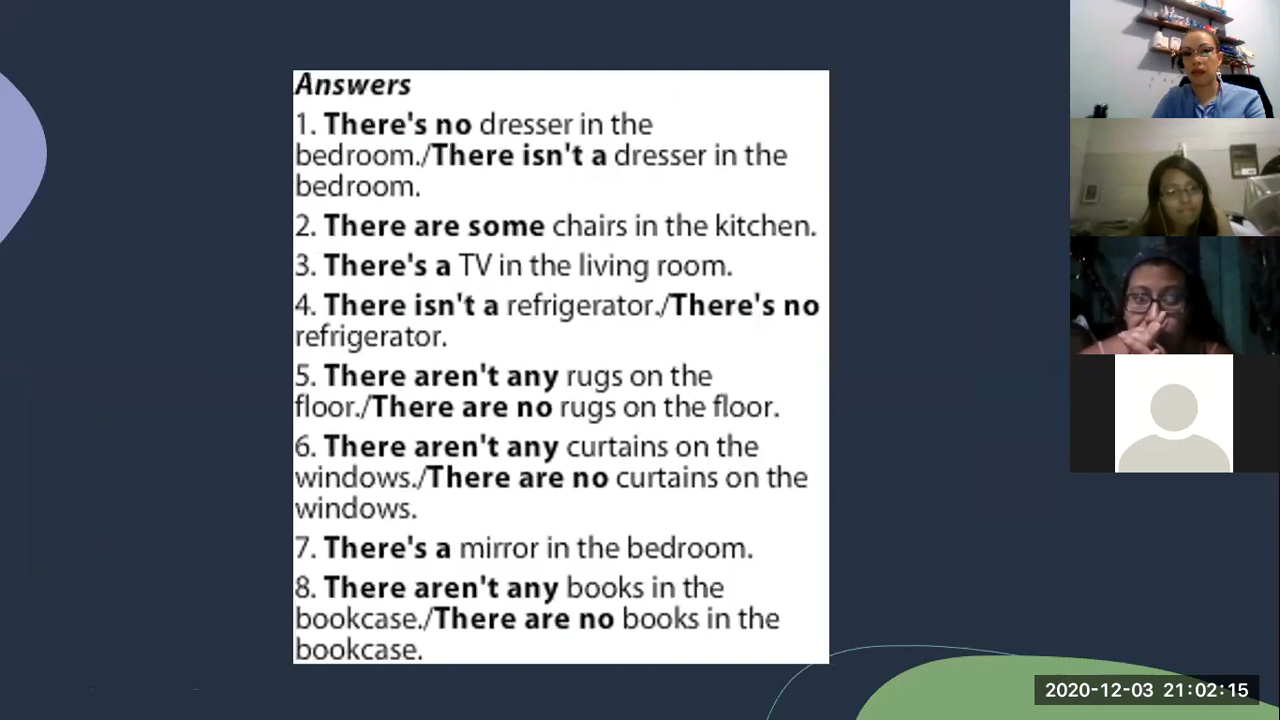 Answers
1. There's no dresser in the
bedroom./There isn't a dresser in the
bedroom.
2. There are some chairs in the kitchen.
3. There's a TV in the living room.
4. There isn't a refrigerator./There's no
refrigerator.
5. There aren't any rugs on the
floor./There are no rugs on the floor.
6. There aren't any curtains on the
windows./There are no curtains on the
windows.
7. There's a mirror in the bedroom.
8. There aren't any books in the
bookcase./There are no books in the
bookcase.
2020-12-03 21:02:15